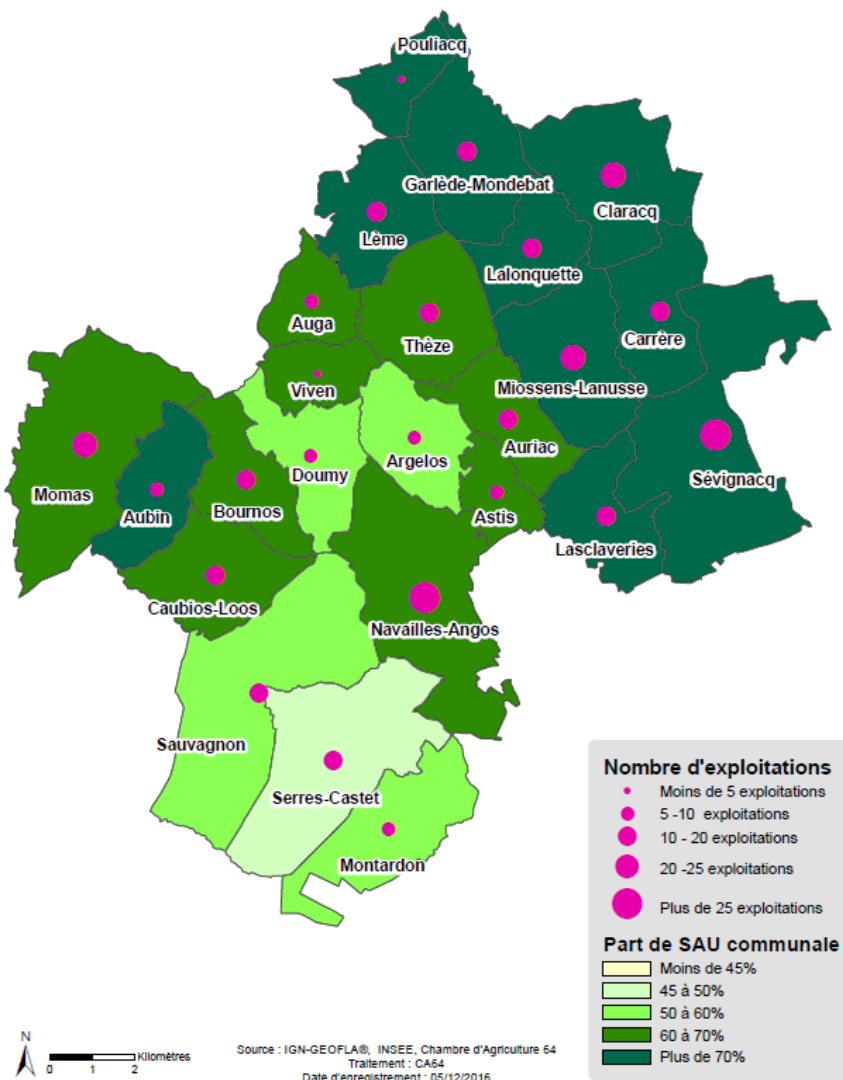 Pouliacq
Garlède-Mondebat
Claracq
Lème
Lalonquette
Auga
Thèze
Carrère
Viven
Miossens-Lanusse
Auriac
Argelos
Doumy
Sévignacq
Momas
Bournos
Astis
Aubin
Lasclaveries
Caubios-Loos
Navailles-Angos
Sauvagnon
Serres-Castet
Montardon
Nombre d'exploitations
Moins de 5 exploitations
5 -10 exploitations
10 - 20 exploitations
20 -25 exploitations
Plus de 25 exploitations
Part de SAU communale
Moins de 45%
45 à 50%
50 à 60%
60 à 70%
Plus de 70%
N
0 1 2 Kilomètres
Source : IGN-GEOFLA®, INSEE, Chambre d'Agriculture 64
Traitement : CA64
Date d'enregistrement : 05/12/2016